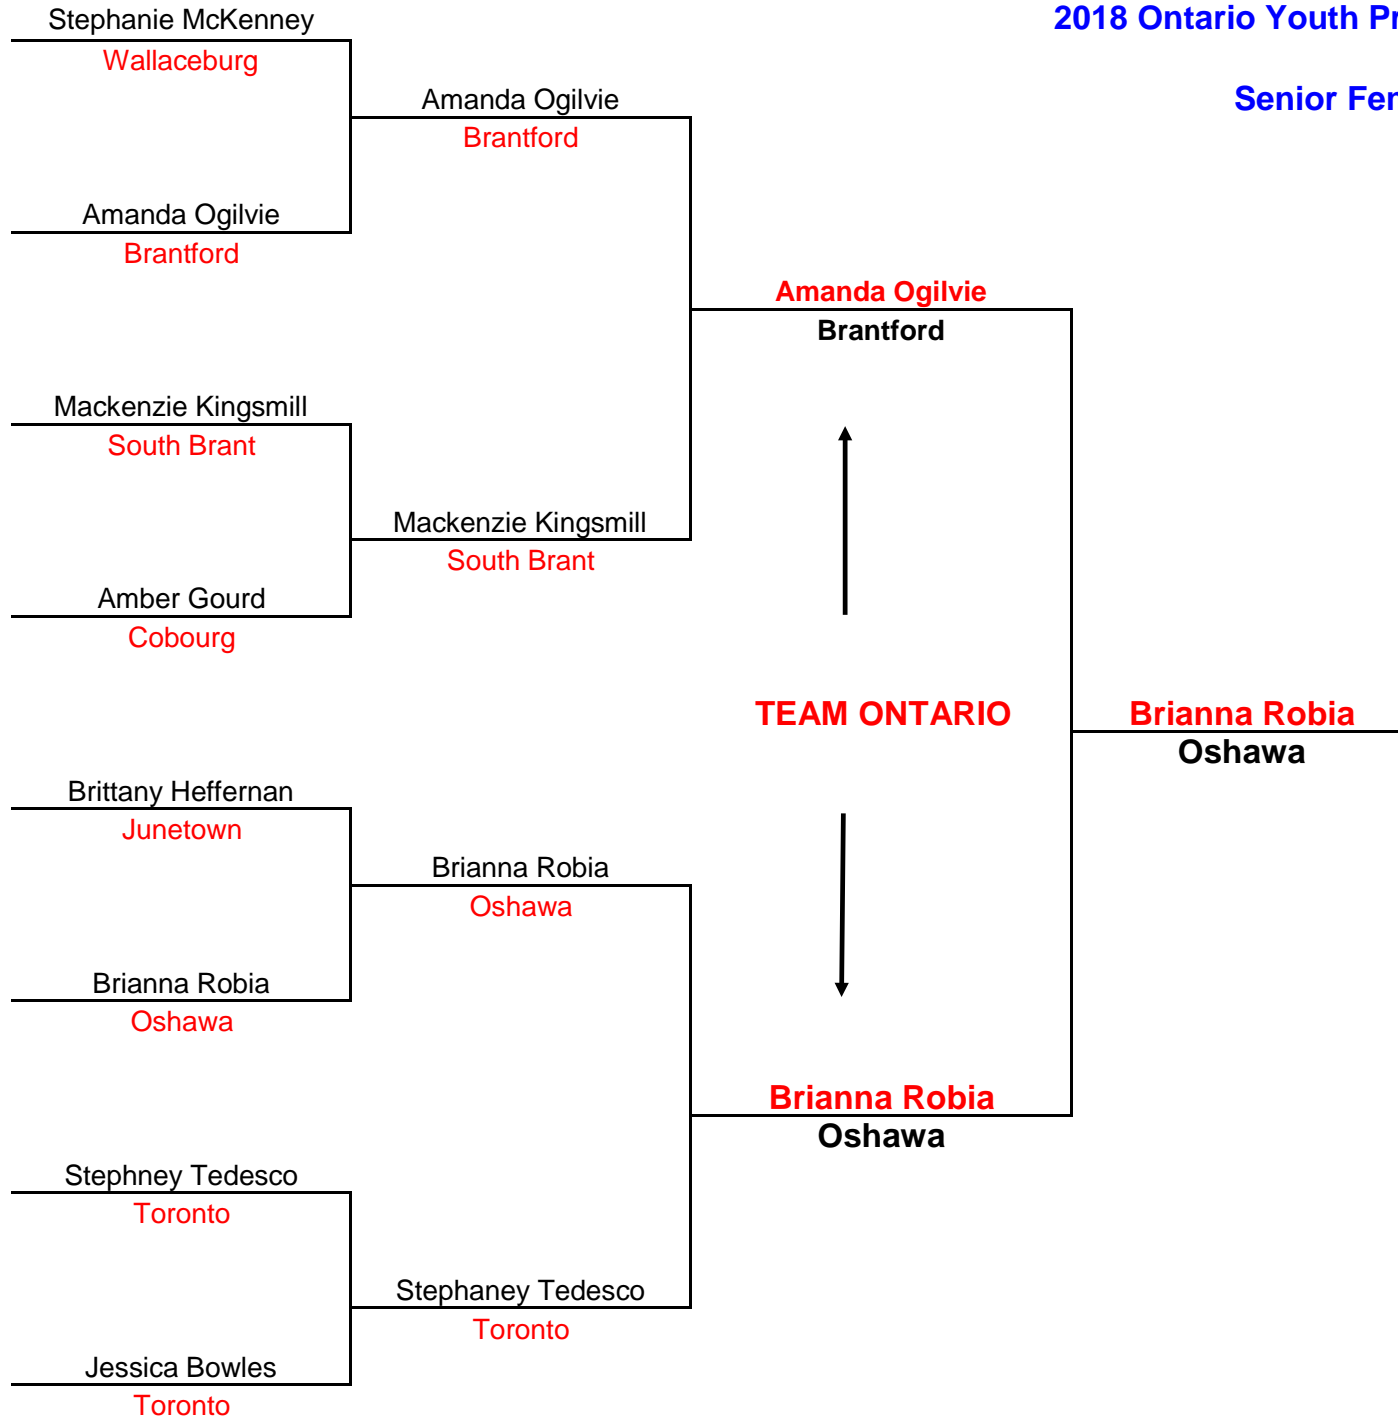 Stephanie McKenney
2018 Ontario Youth Pr
Wallaceburg
Amanda Ogilvie
Senior Fe
Brantford
Amanda Ogilvie
Brantford
Amanda Ogilvie
Brantford
Mackenzie Kingsmill
South Brant
Mackenzie Kingsmill
South Brant
Amber Gourd
Cobourg
TEAM ONTARIO
Brianna Robia
Oshawa
Brittany Heffernan
Junetown
Brianna Robia
Oshawa
Brianna Robia
Oshawa
Brianna Robia
Oshawa
Stephney Tedesco
Toronto
Stephaney Tedesco
Toronto
Jessica Bowles
Toronto